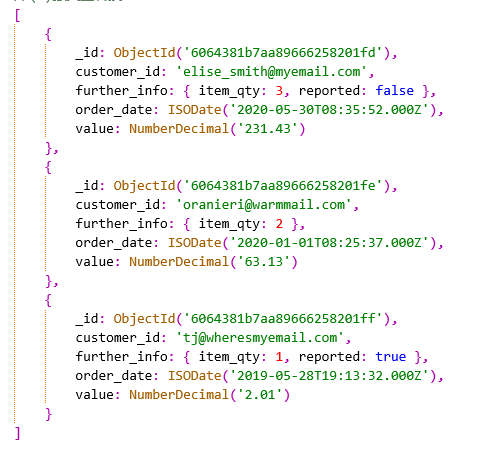 [
{
_id: ObjectId('6064381b7aa89666258201fd'),
customer_id: 'elise_smith@myemail.com',
further_info: { item_qty: 3, reported: false },
order_date: ISODate('2020-05-30T08:35:52.000Z'),
value: NumberDecimal('231.43')
},
{
_id: ObjectId('6064381b7aa89666258201fe'),
customer_id: 'oranieri@warmmail.com',
further_info: { item_qty: 2 },
order_date: ISODate('2020-01-01T08:25:37.000Z'),
value: NumberDecimal('63.13')
},
{
_id: ObjectId('6064381b7aa89666258201ff'),
customer_id: 'tj@wheresmyemail.com',
further_info: { item_qty: 1, reported: true },
order_date: ISODate('2019-05-28T19:13:32.000Z'),
value: NumberDecimal('2.01')
}
]